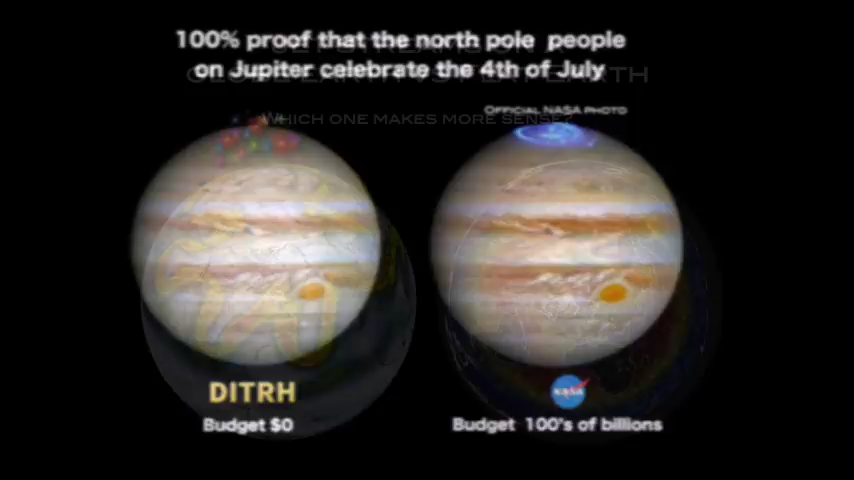 100% proof that the north pole people
on Jupiter celebrate the 4th of July
EARTH
WHICH ONE MAKES MORE SENSE?
OFFICIAL NASA PHOTO
DITRH
NASA
Budget $0
Budget 100's of billions